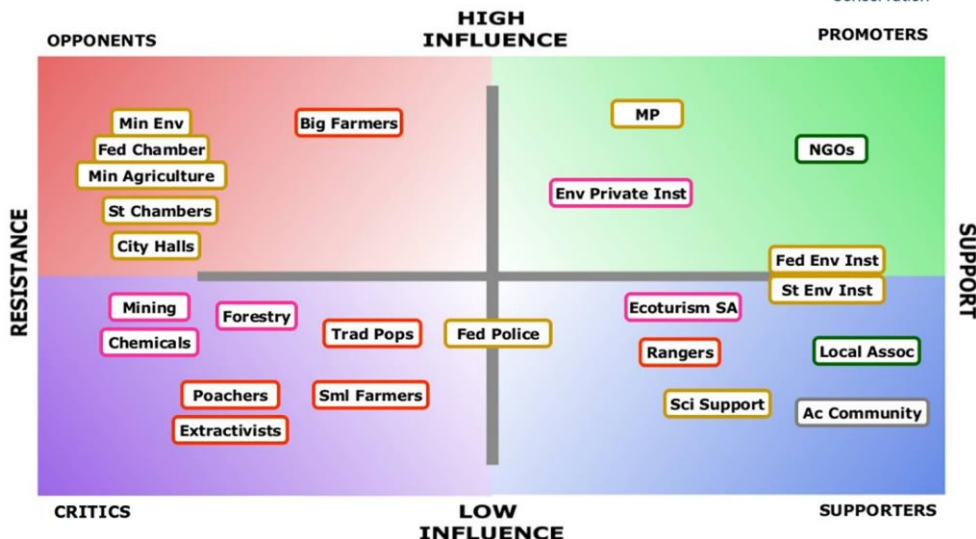 Conservation
HIGH
INFLUENCE
OPPONENTS
PROMOTERS
Min Env
Big Farmers
MP
Fed Chamber
NGOs
Min Agriculture
Env Private Inst
St Chambers
City Halls
Fed Env Inst
RESISTANCE
SUPPORT
St Env Inst
Mining
Forestry
Ecoturism SA
Chemicals
Trad Pops
Fed Police
Rangers
Local Assoc
Poachers
Sml Farmers
Sci Support
Ac Community
Extractivists
CRITICS
LOW
INFLUENCE
SUPPORTERS